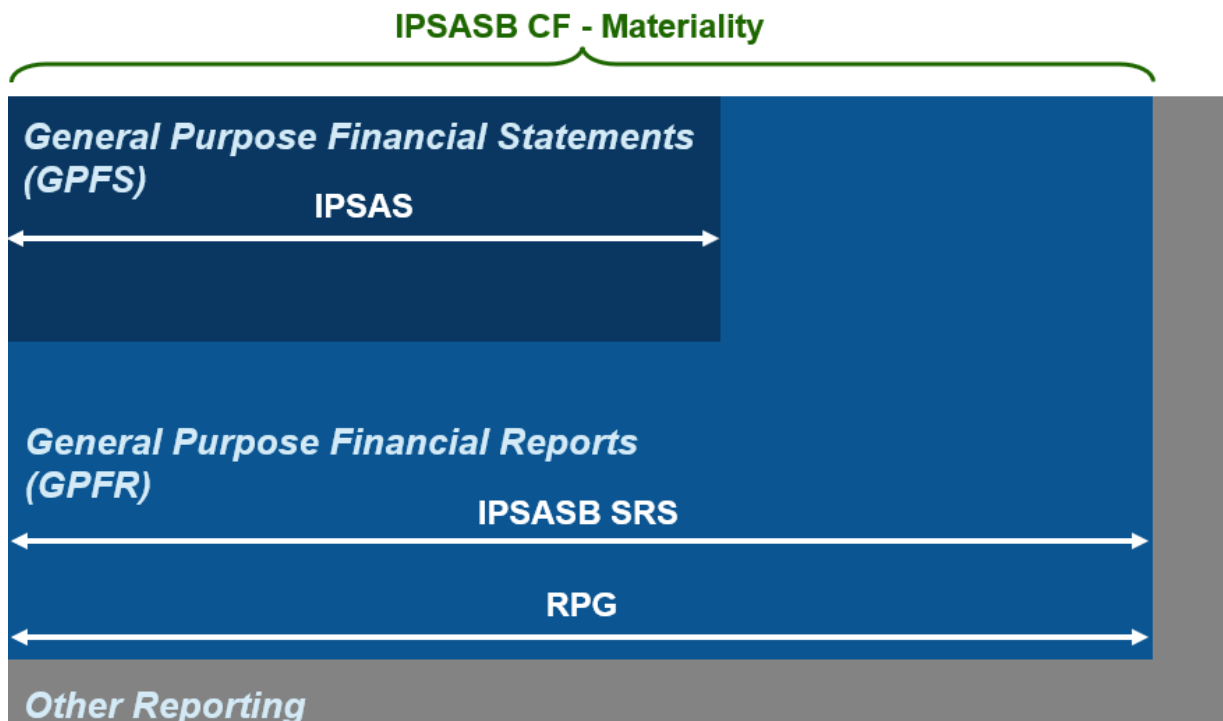 IPSASB CF - Materiality
General Purpose Financial Statements
(GPFS)
IPSAS
General Purpose Financial Reports
(GPFR)
IPSASB SRS
RPG
Other Reporting